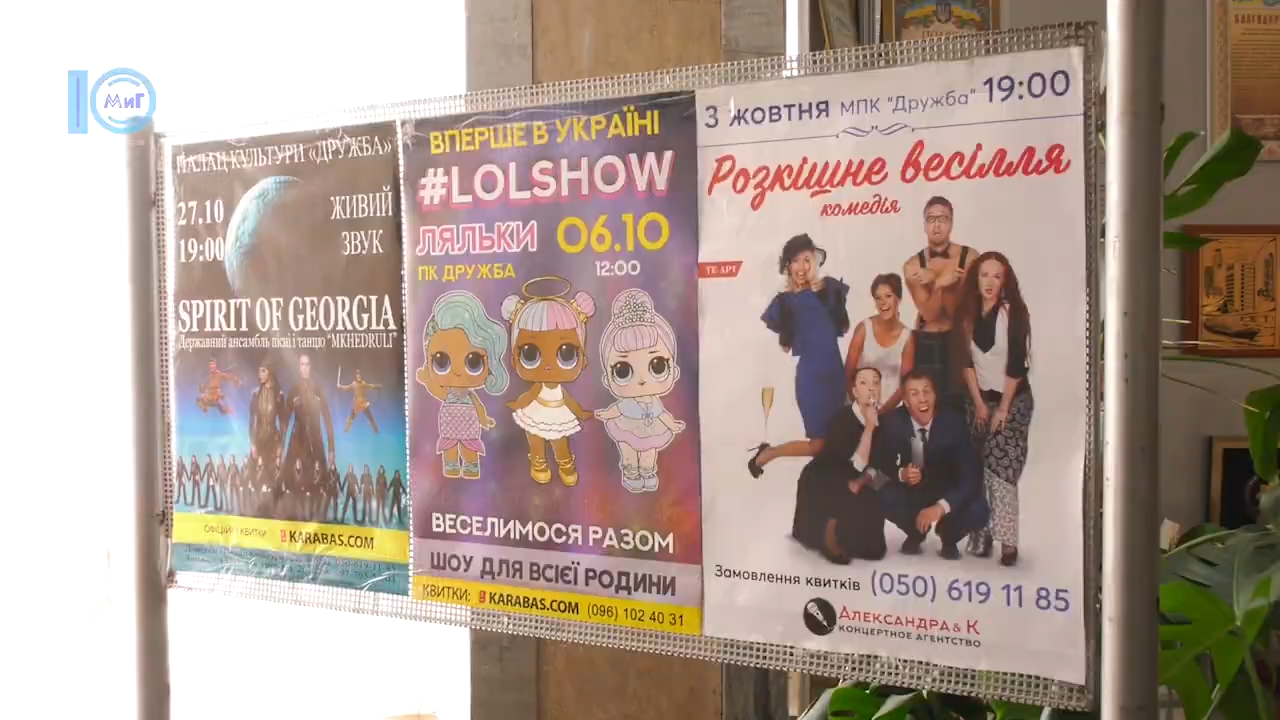 МиГ
ПАЛАЦ КУЛЬТУРИ «ДРУЖБА»
27.10
19:00
ЖИВИЙ
ЗВУК
SPIRIT OF GEORGIA
Державний ансамбль пісні і танцю "MKHEDRULI"
ОФІЦІЙНІ КВИТКИ KARABAS.COM
ВПЕРШЕ В УКРАЇНІ
#LOLSHOW
ЛЯЛЬКИ 06.10
ПК ДРУЖБА 12:00
ВЕСЕЛИМОСЯ РАЗОМ
ШОУ ДЛЯ ВСІЄЇ РОДИНИ
КВИТКИ: KARABAS.COM (096) 102 40 31
3 ЖОВТНЯ МПК "Дружба" 19:00
Розкішне весілля
комедія
ТЕ-АРТ
Замовлення квитків (050) 619 11 85
АЛЕКСАНДРА & К
КОНЦЕРТНОЕ АГЕНТСТВО